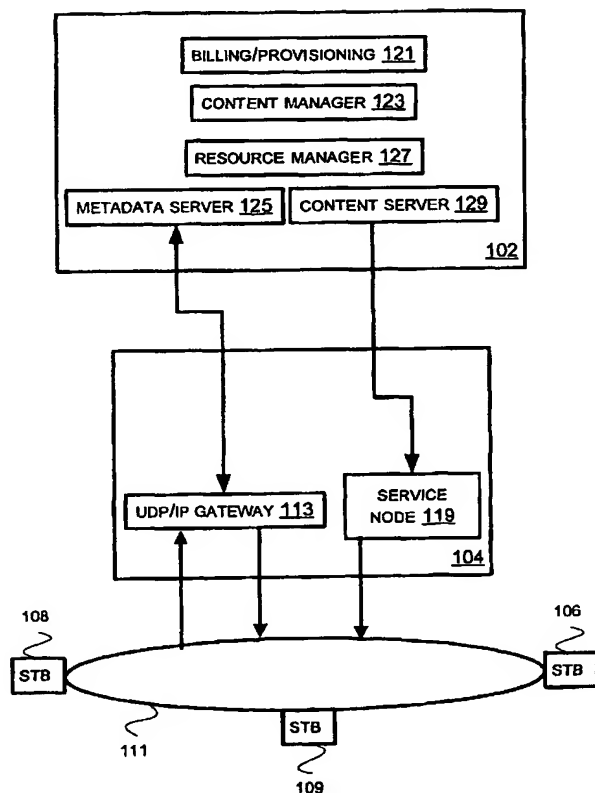 BILLING/PROVISIONING 121
CONTENT MANAGER 123
RESOURCE MANAGER 127
METADATA SERVER 125
CONTENT SERVER 129
102
UDP/IP GATEWAY 113
SERVICE
NODE 119
104
108
106
STB
STB
STB
111
109